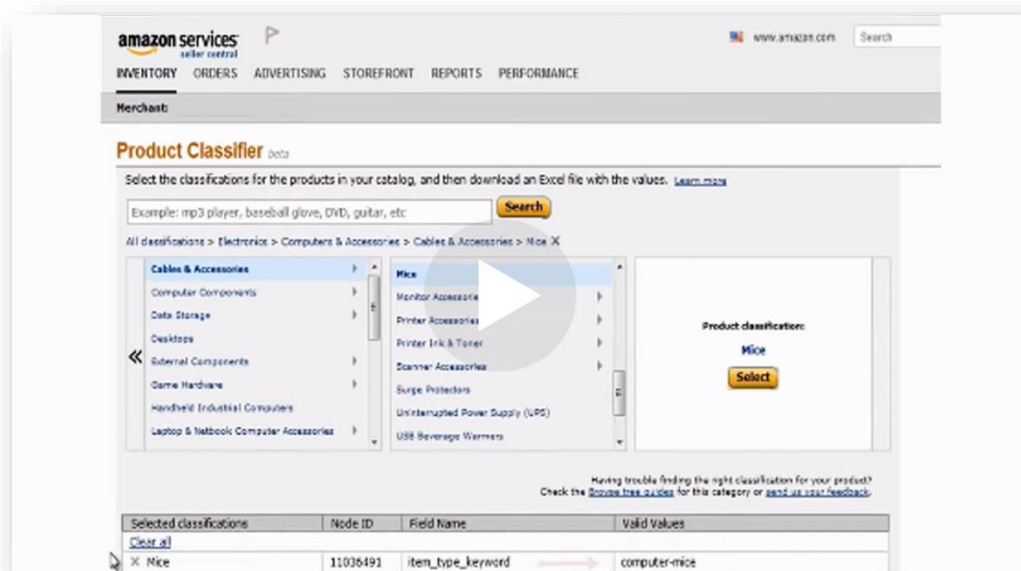 amazon services
seller central
www.amazon.com
Search
INVENTORY ORDERS ADVERTISING STOREFRONT REPORTS PERFORMANCE
Merchant:
Product Classifier beta
Select the classifications for the products in your catalog, and then download an Excel file with the values. Learn more
Example: mp3 player, baseball glove, DVD, guitar, etc
Search
All classifications > Electronics > Computers & Accessories > Cables & Accessories > Mice X
Cables & Accessories
Computer Components
Data Storage
Desktops
External Components
Game Hardware
Handheld Industrial Computers
Laptop & Netbook Computer Accessories
Mice
Monitor Accessories
Printer Accessories
Printer Ink & Toner
Scanner Accessories
Surge Protectors
Uninterrupted Power Supply (UPS)
USB Beverage Warmers
Product classification:
Mice
Select
Having trouble finding the right classification for your product?
Check the Browse tree guides for this category or send us your feedback.
Selected classifications Node ID Field Name Valid Values
Clear all
X Mice 11036491 item_type_keyword computer-mice